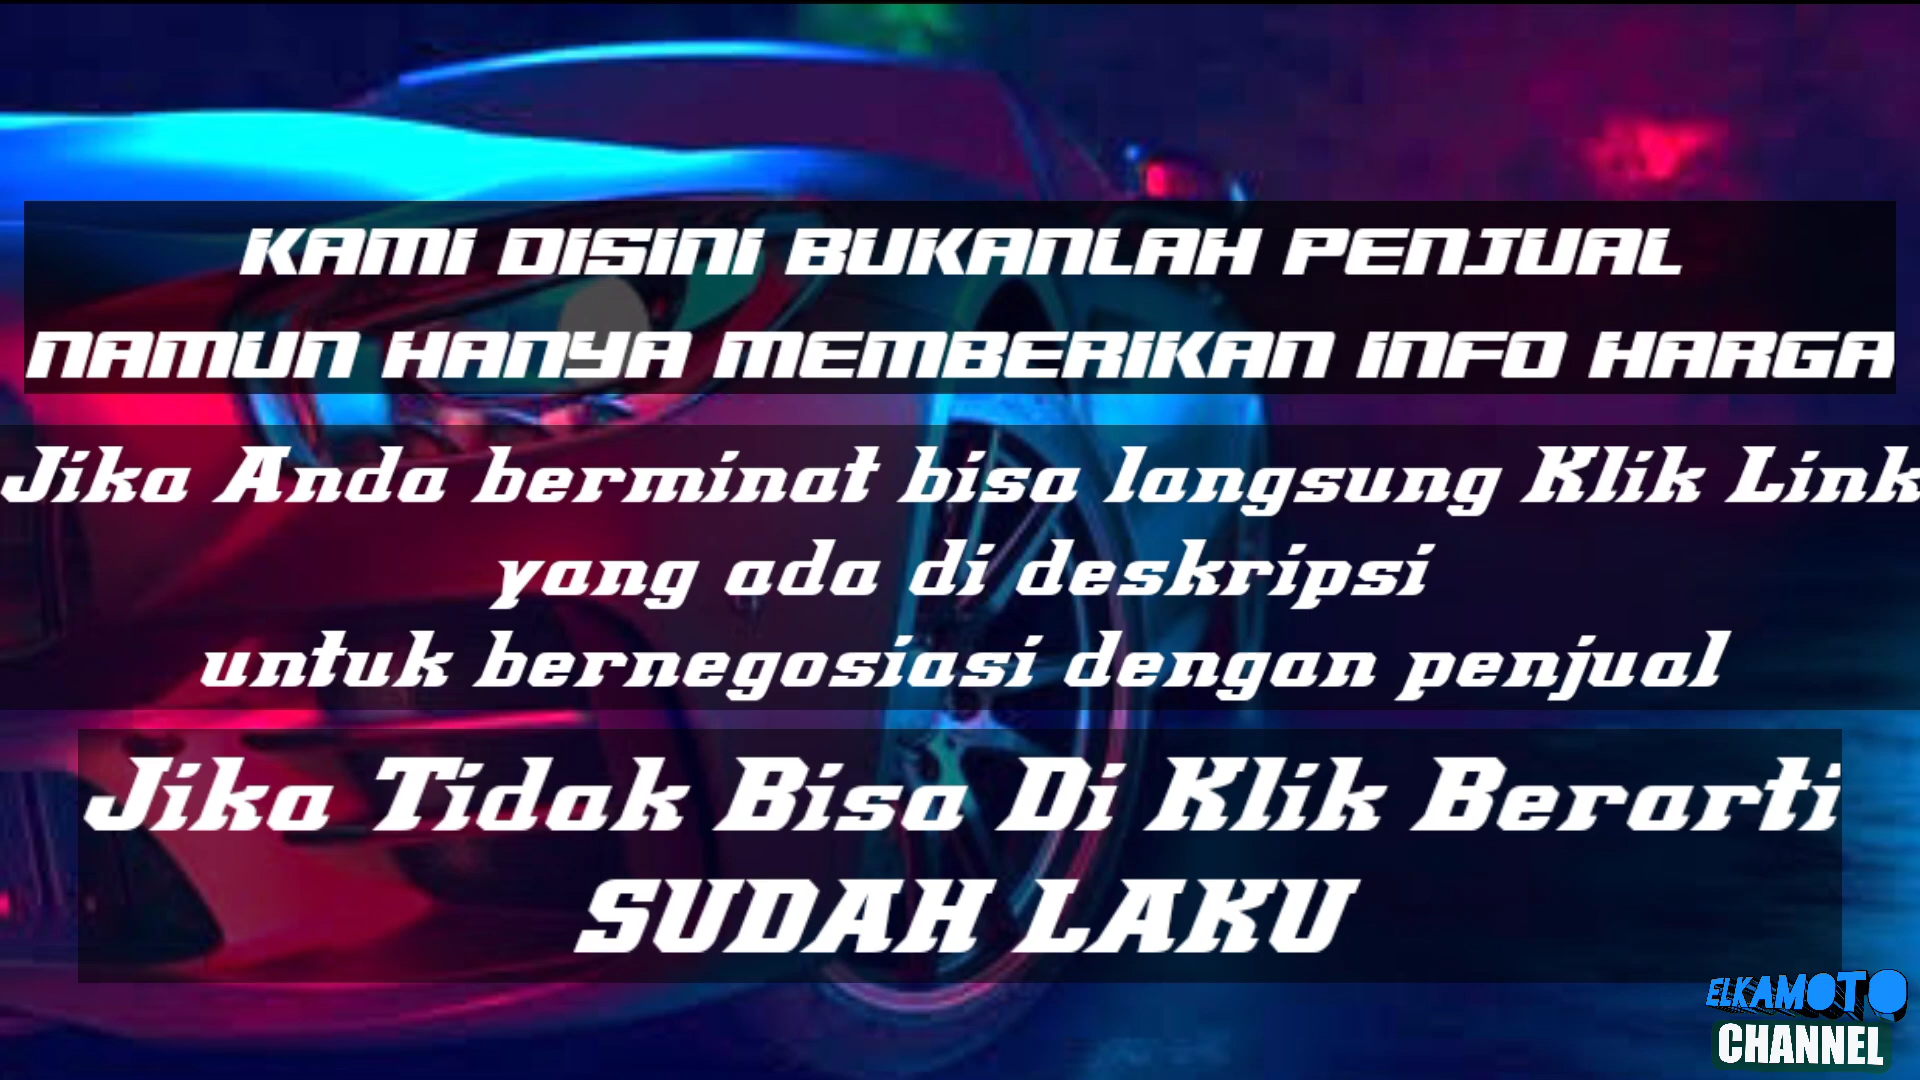 KAMI DISINI BUKANLAH PENJUAL
NAMUN HANYA MEMBERIKAN INFO HARGA
Jika Anda berminat bisa langsung Klik Link
yang ada di deskripsi
untuk bernegosiasi dengan penjual
Jika Tidak Bisa Di Klik Berarti
SUDAH LAKU
ELKAMOTO
CHANNEL